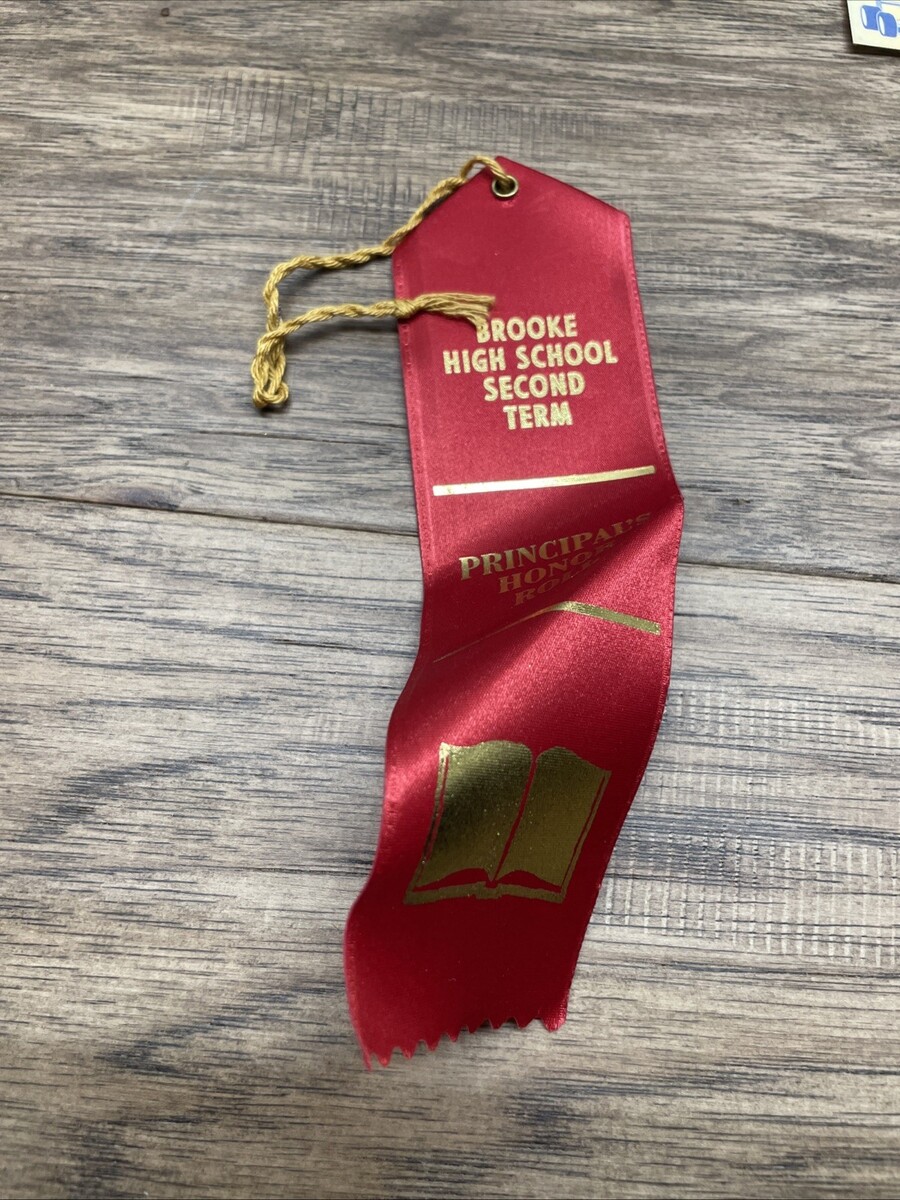 BROOKE
HIGH SCHOOL
SECOND
TERM
PRINCIPAL'S
HONOR
ROLL